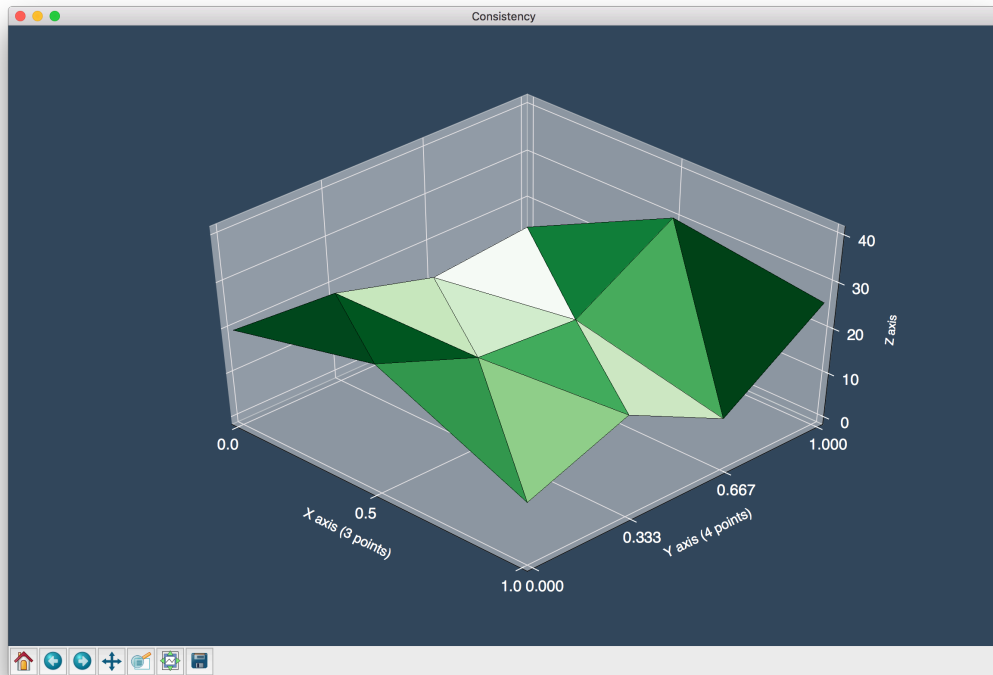 Consistency
40
30
20
Z axis
10
0
0.0
1.000
0.5
0.667
X axis (3 points)
0.333
Y axis (4 points)
1.0 0.000